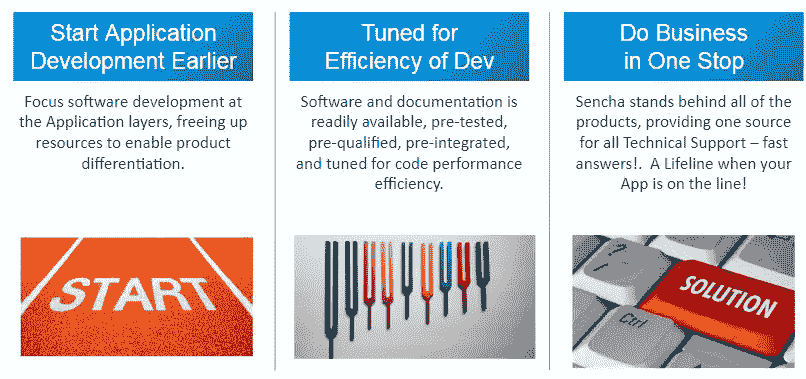 Start Application
Development Earlier
Focus software development at
the Application layers, freeing up
resources to enable product
differentiation.
START
Tuned for
Efficiency of Dev
Software and documentation is
readily available, pre-tested,
pre-qualified, pre-integrated,
and tuned for code performance
efficiency.
Do Business
in One Stop
Sencha stands behind all of the
products, providing one source
for all Technical Support – fast
answers!. A Lifeline when your
App is on the line!
SOLUTION
Ctrl